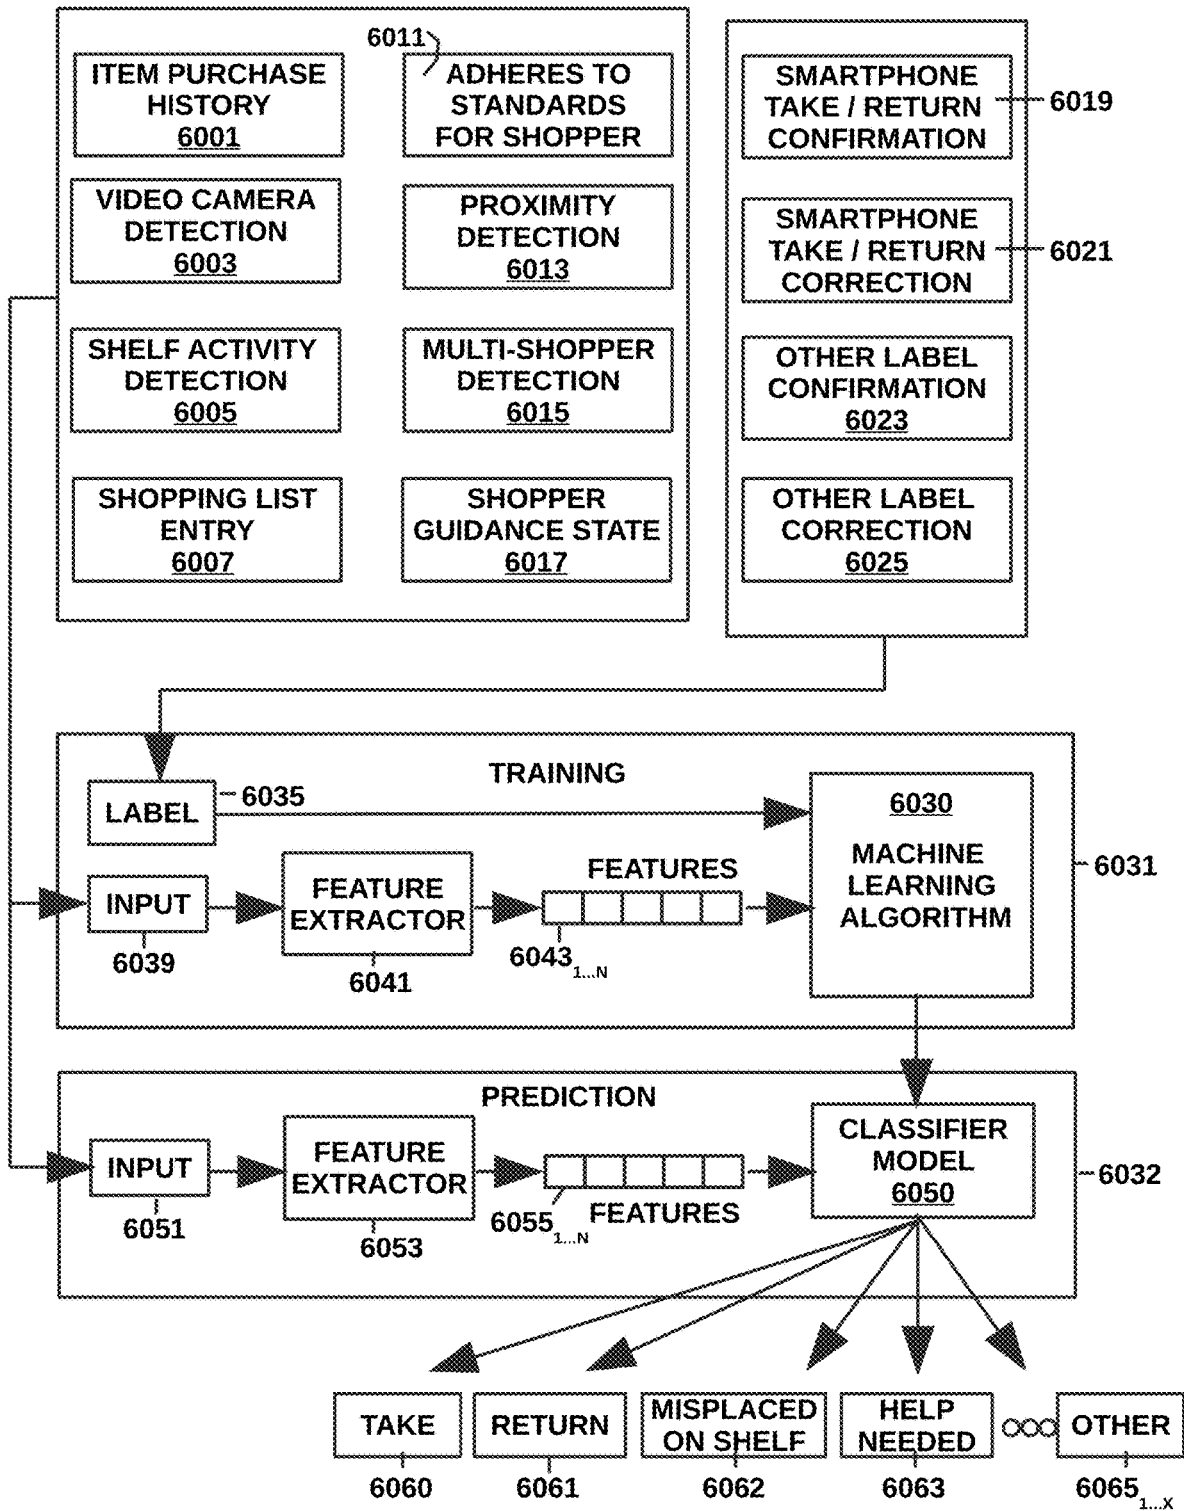 6011
ITEM PURCHASE
HISTORY
6001
ADHERES TO
STANDARDS
FOR SHOPPER
SMARTPHONE
TAKE / RETURN
CONFIRMATION
6019
VIDEO CAMERA
DETECTION
6003
PROXIMITY
DETECTION
6013
SMARTPHONE
TAKE / RETURN
CORRECTION
6021
SHELF ACTIVITY
DETECTION
6005
MULTI-SHOPPER
DETECTION
6015
OTHER LABEL
CONFIRMATION
6023
SHOPPING LIST
ENTRY
6007
SHOPPER
GUIDANCE STATE
6017
OTHER LABEL
CORRECTION
6025
TRAINING
LABEL
6035
6030
MACHINE
LEARNING
ALGORITHM
6031
INPUT
6039
FEATURE
EXTRACTOR
6041
FEATURES
6043 1...N
PREDICTION
INPUT
6051
FEATURE
EXTRACTOR
6053
6055 1...N
FEATURES
CLASSIFIER
MODEL
6050
6032
TAKE
RETURN
MISPLACED
ON SHELF
HELP
NEEDED
OTHER
6060
6061
6062
6063
6065 1...X